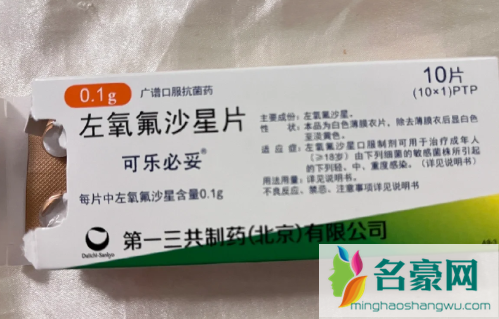 0.1g 广谱口服抗菌药
10片
(10×1)PTP
左氧氟沙星片
可乐必妥®
每片中左氧氟沙星含量0.1g
主要成份：左氧氟沙星。
性 状：本品为白色薄膜衣片，除去薄膜衣后显白色
至淡黄色。
适 应 症：左氧氟沙星口服制剂可用于治疗成年人
（≥18岁）由下列细菌的敏感菌株所引起
的下列轻、中、重度感染。（详见说明书）
用法用量：详见说明书。
不良反应、禁忌、注意事项详见说明书
Daiichi-Sankyo
第一三共制药(北京)有限公司
名豪网
minghaoshangwu.com